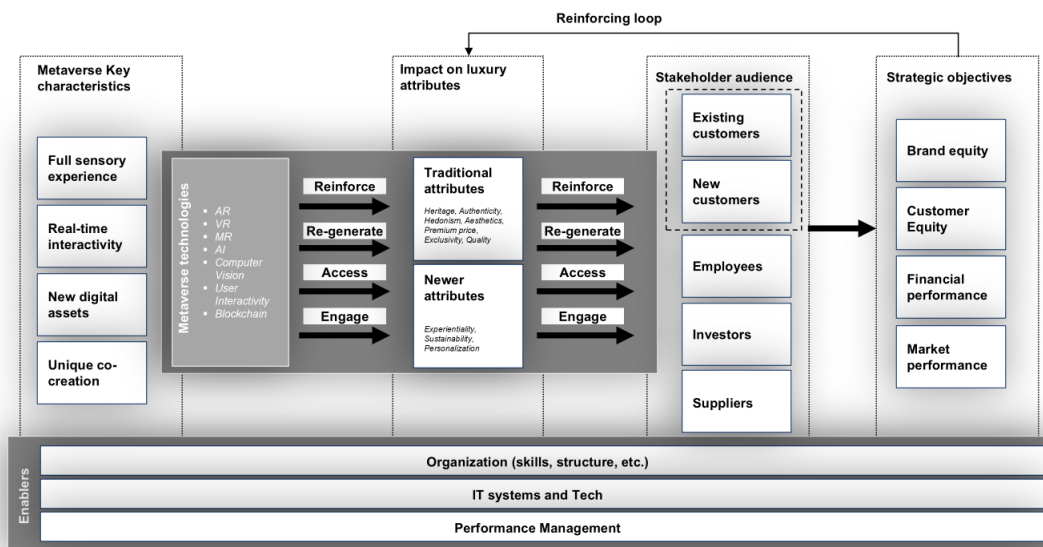 Reinforcing loop
Metaverse Key
characteristics
Full sensory
experience
Real-time
interactivity
New digital
assets
Unique co-
creation
Metaverse technologies
▪ AR
▪ VR
▪ MR
▪ AI
▪ Computer
Vision
▪ User
Interactivity
▪ Blockchain
Reinforce
Re-generate
Access
Engage
Impact on luxury
attributes
Traditional
attributes
Heritage, Authenticity,
Hedonism, Aesthetics,
Premium price,
Exclusivity, Quality
Newer
attributes
Experientiality,
Sustainability,
Personalization
Reinforce
Re-generate
Access
Engage
Stakeholder audience
Existing
customers
New
customers
Employees
Investors
Suppliers
Strategic objectives
Brand equity
Customer
Equity
Financial
performance
Market
performance
Enablers
Organization (skills, structure, etc.)
IT systems and Tech
Performance Management